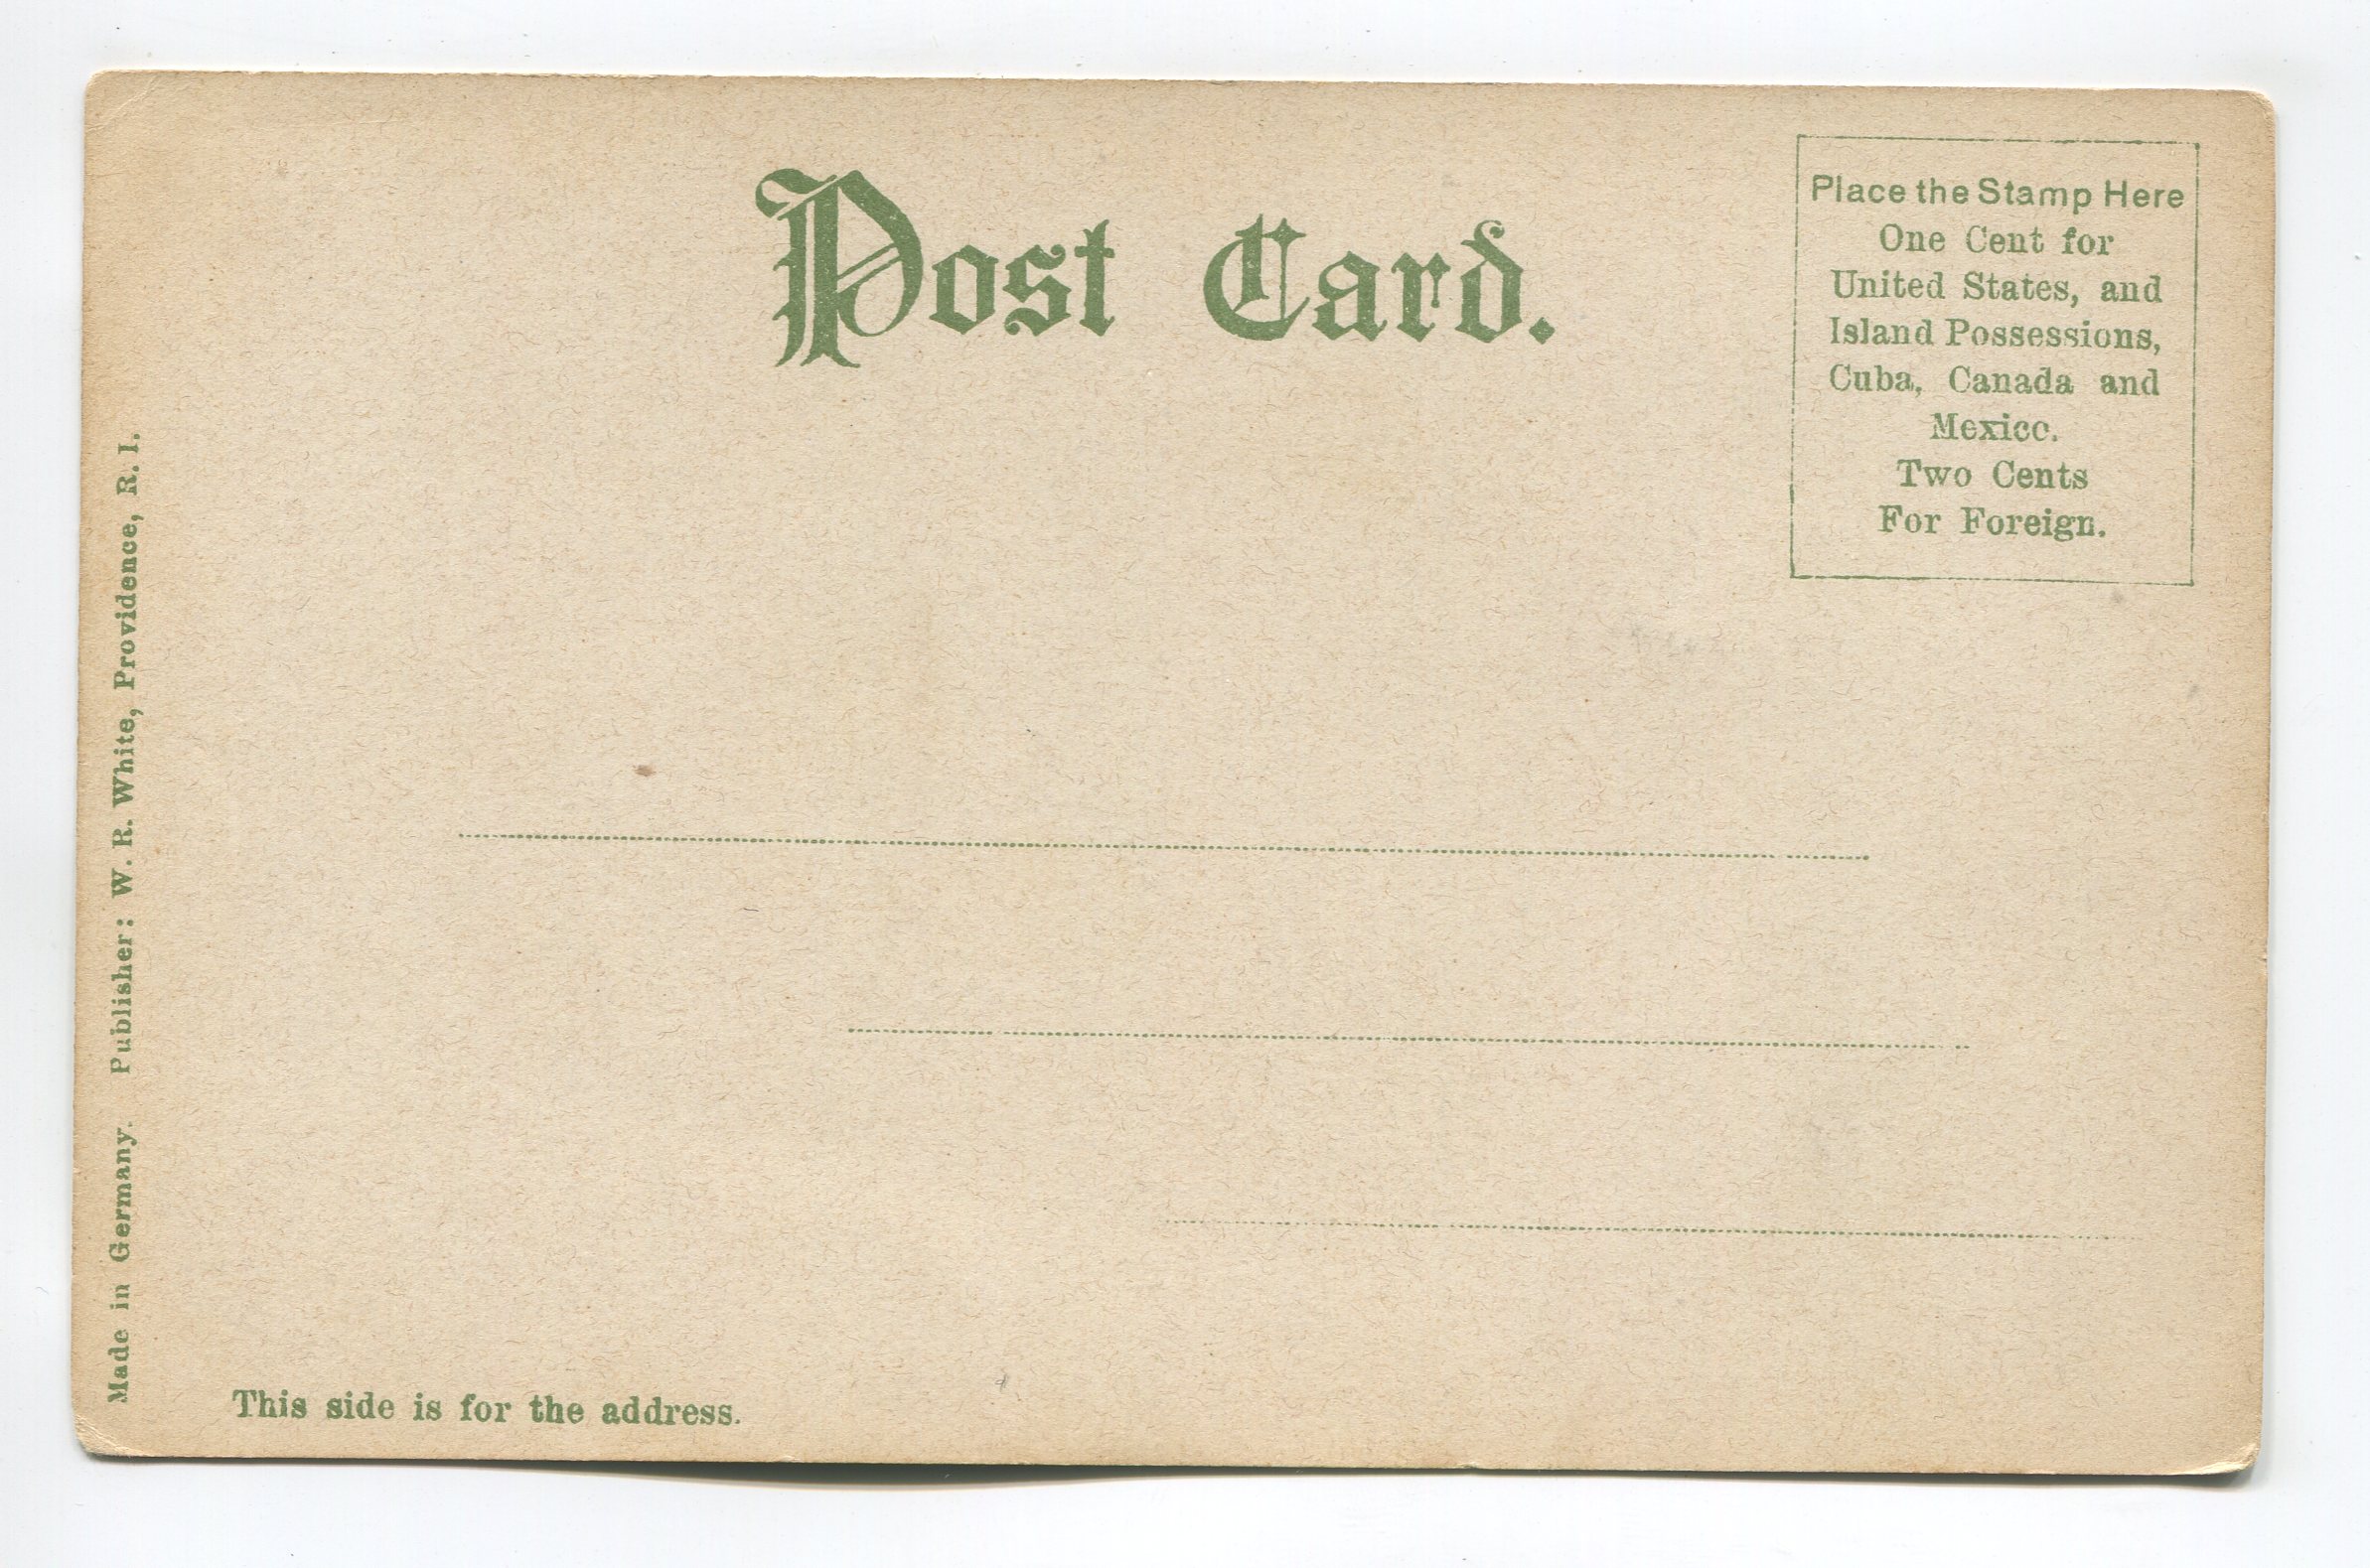 Post Card.
Place the Stamp Here
One Cent for
United States, and
Island Possessions,
Cuba, Canada and
Mexico.
Two Cents
For Foreign.
Made in Germany. Publisher: W. R. White, Providence, R. I.
This side is for the address.